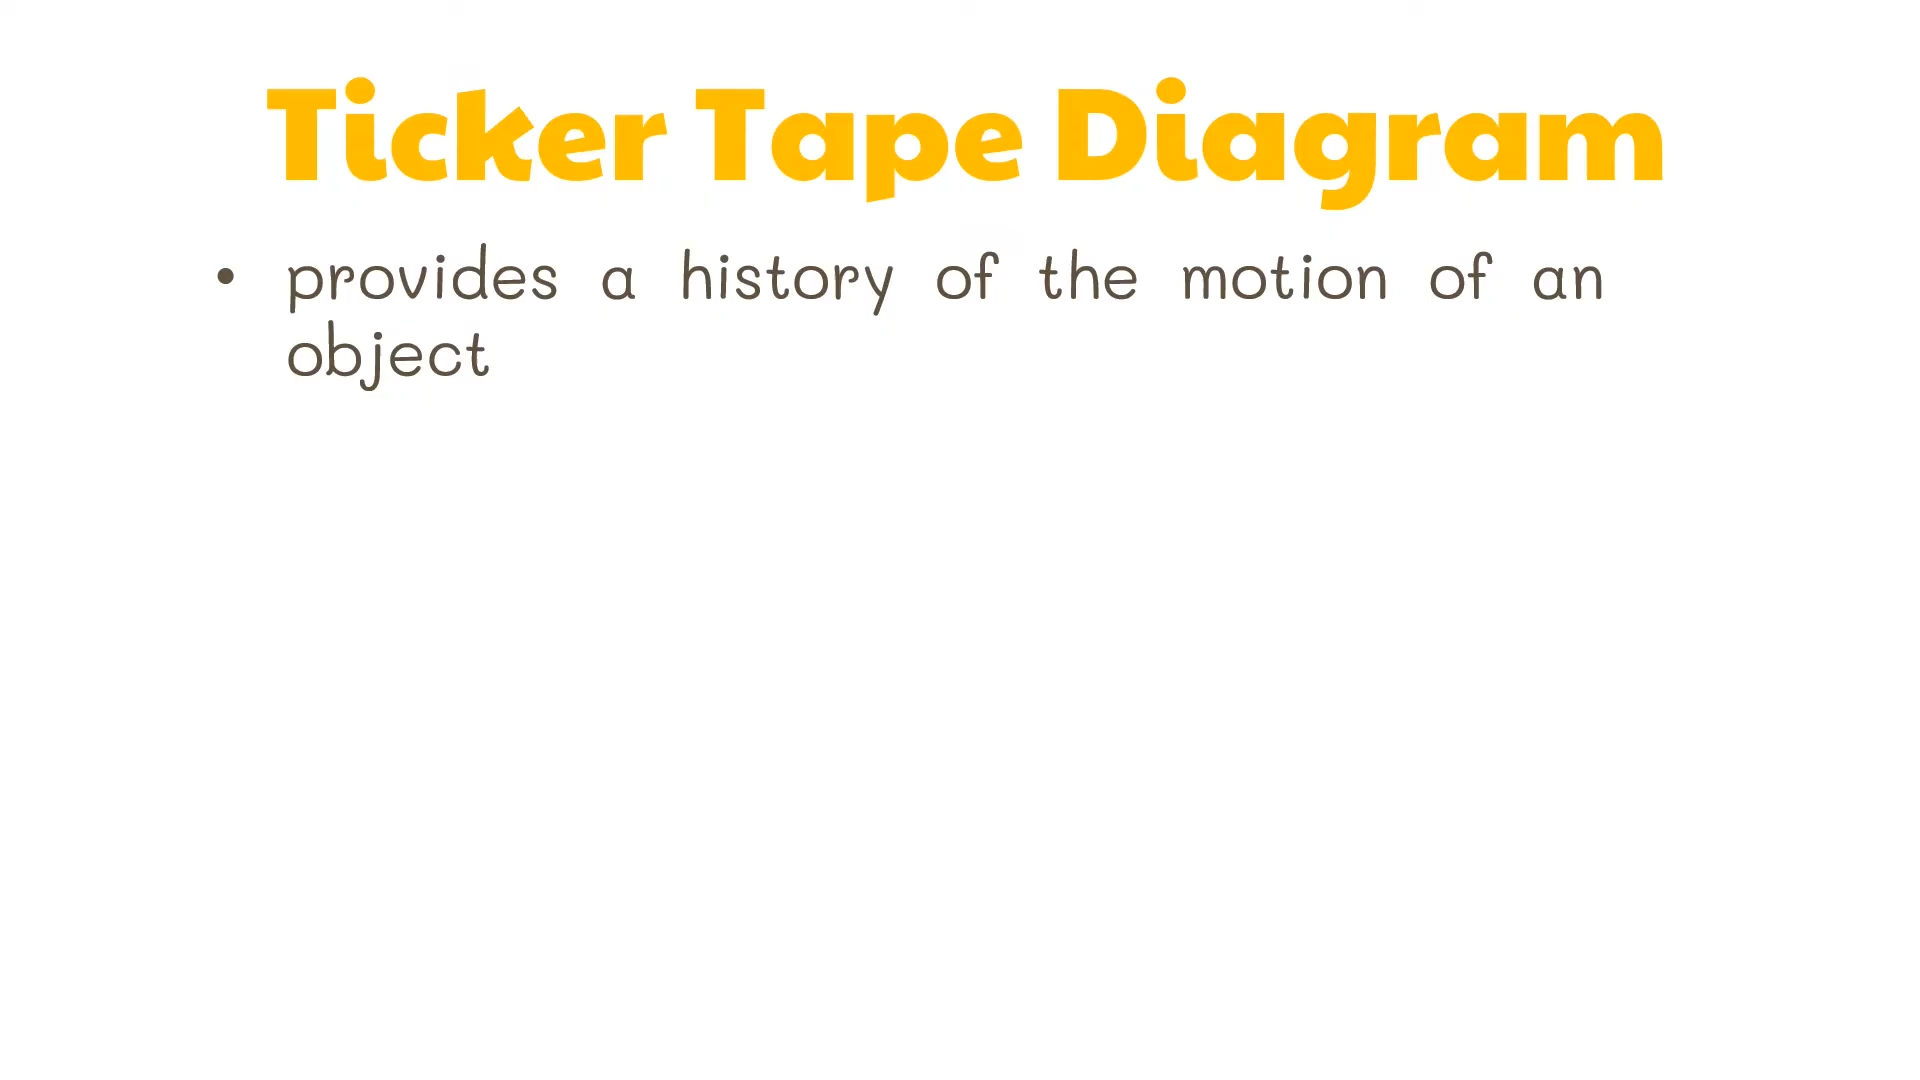 Ticker Tape Diagram
• provides a history of the motion of an
object